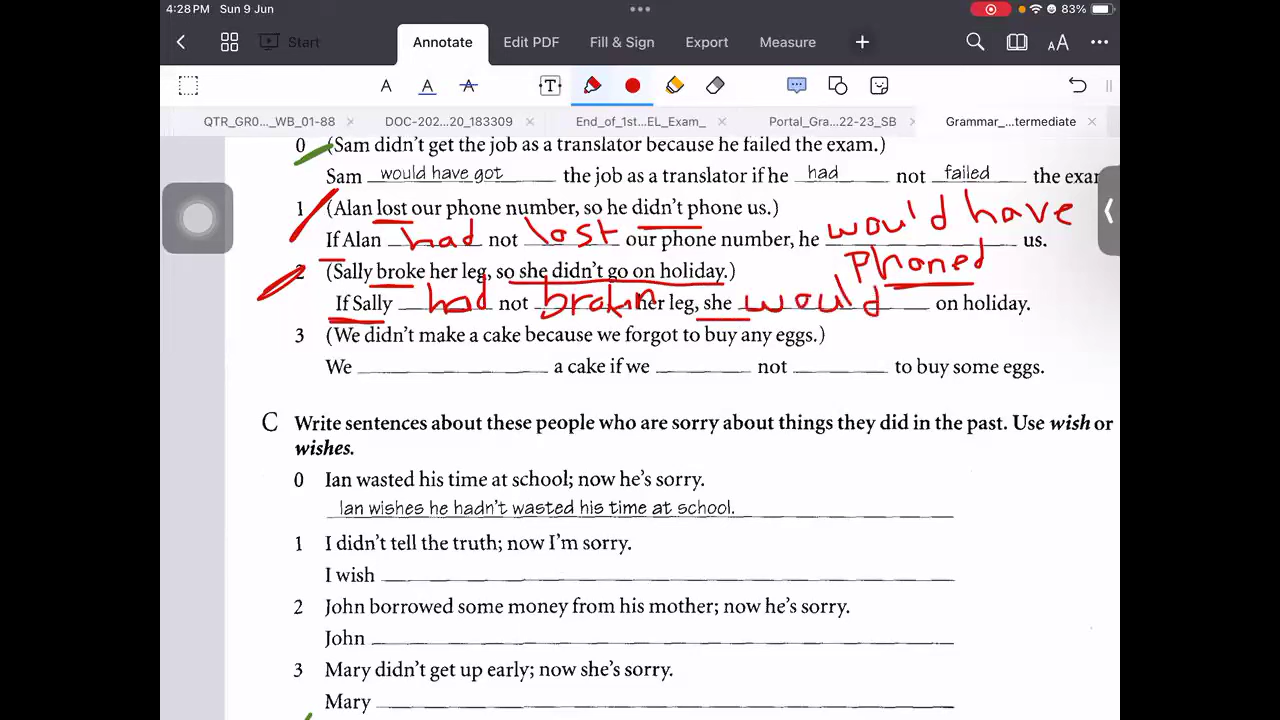 4:28 PM Sun 9 Jun 83%
Start Annotate Edit PDF Fill & Sign Export Measure
QTR_GR0..._WB_01-88 DOC-202...20_183309 End_of_1st...EL_Exam_ Portal_Gra...22-23_SB Grammar_...termediate
0 (Sam didn't get the job as a translator because he failed the exam.)
Sam would have got the job as a translator if he had not failed the exam
1 (Alan lost our phone number, so he didn't phone us.)
If Alan had not lost our phone number, he would have us.
Phoned
2 (Sally broke her leg, so she didn't go on holiday.)
If Sally had not brokn her leg, she would on holiday.
3 (We didn't make a cake because we forgot to buy any eggs.)
We a cake if we not to buy some eggs.
C Write sentences about these people who are sorry about things they did in the past. Use wish or
wishes.
0 Ian wasted his time at school; now he's sorry.
Ian wishes he hadn't wasted his time at school.
1 I didn't tell the truth; now I'm sorry.
I wish
2 John borrowed some money from his mother; now he's sorry.
John
3 Mary didn't get up early; now she's sorry.
Mary